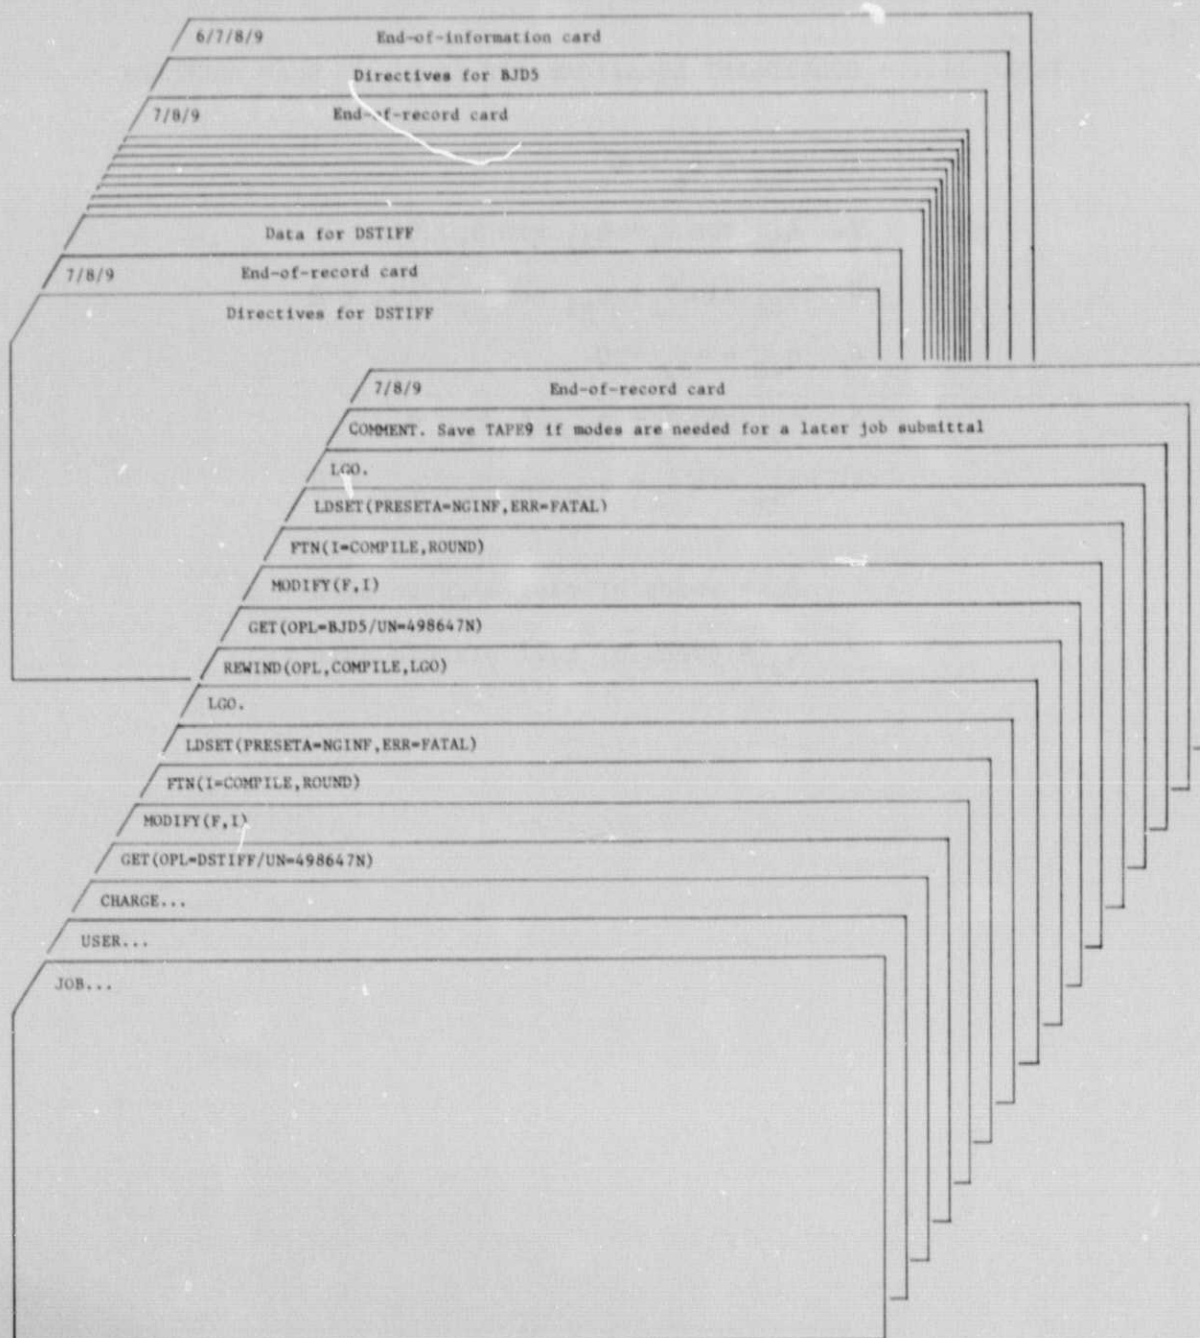 6/7/8/9 End-of-information card
Directives for BJD5
7/8/9 End-of-record card
Data for DSTIFF
7/8/9 End-of-record card
Directives for DSTIFF
7/8/9 End-of-record card
COMMENT. Save TAPE9 if modes are needed for a later job submittal
LGO.
LDSET(PRESETA=NGINF,ERR=FATAL)
FTN(I=COMPILE,ROUND)
MODIFY(F,I)
GET(OPL=BJD5/UN=498647N)
REWIND(OPL,COMPILE,LGO)
LGO.
LDSET(PRESETA=NGINF,ERR=FATAL)
FTN(I=COMPILE,ROUND)
MODIFY(F,I)
GET(OPL=DSTIFF/UN=498647N)
CHARGE...
USER...
JOB...